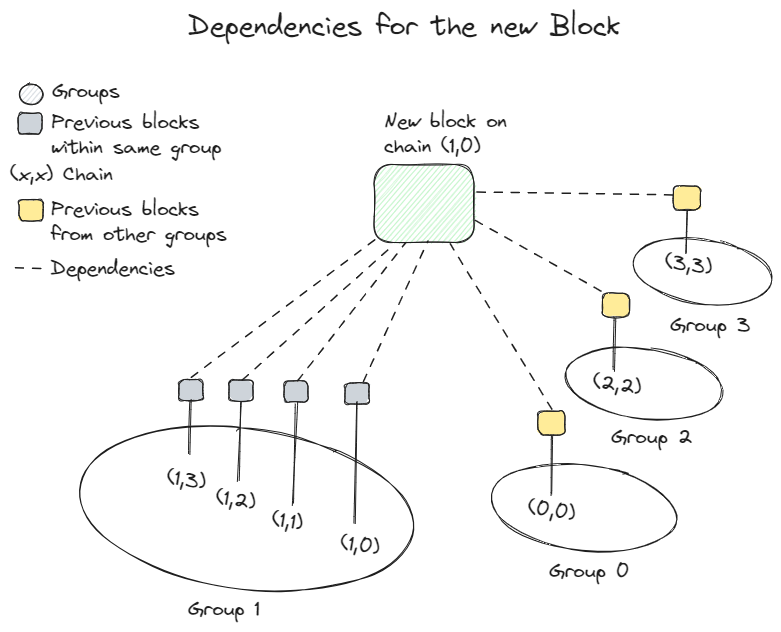 Dependencies for the new Block
Groups
Previous blocks
within same group
(x,x) Chain
Previous blocks
from other groups
Dependencies
New block on
chain (1,0)
(3,3)
Group 3
(2,2)
Group 2
(0,0)
Group 0
(1,3)
(1,2)
(1,1)
(1,0)
Group 1